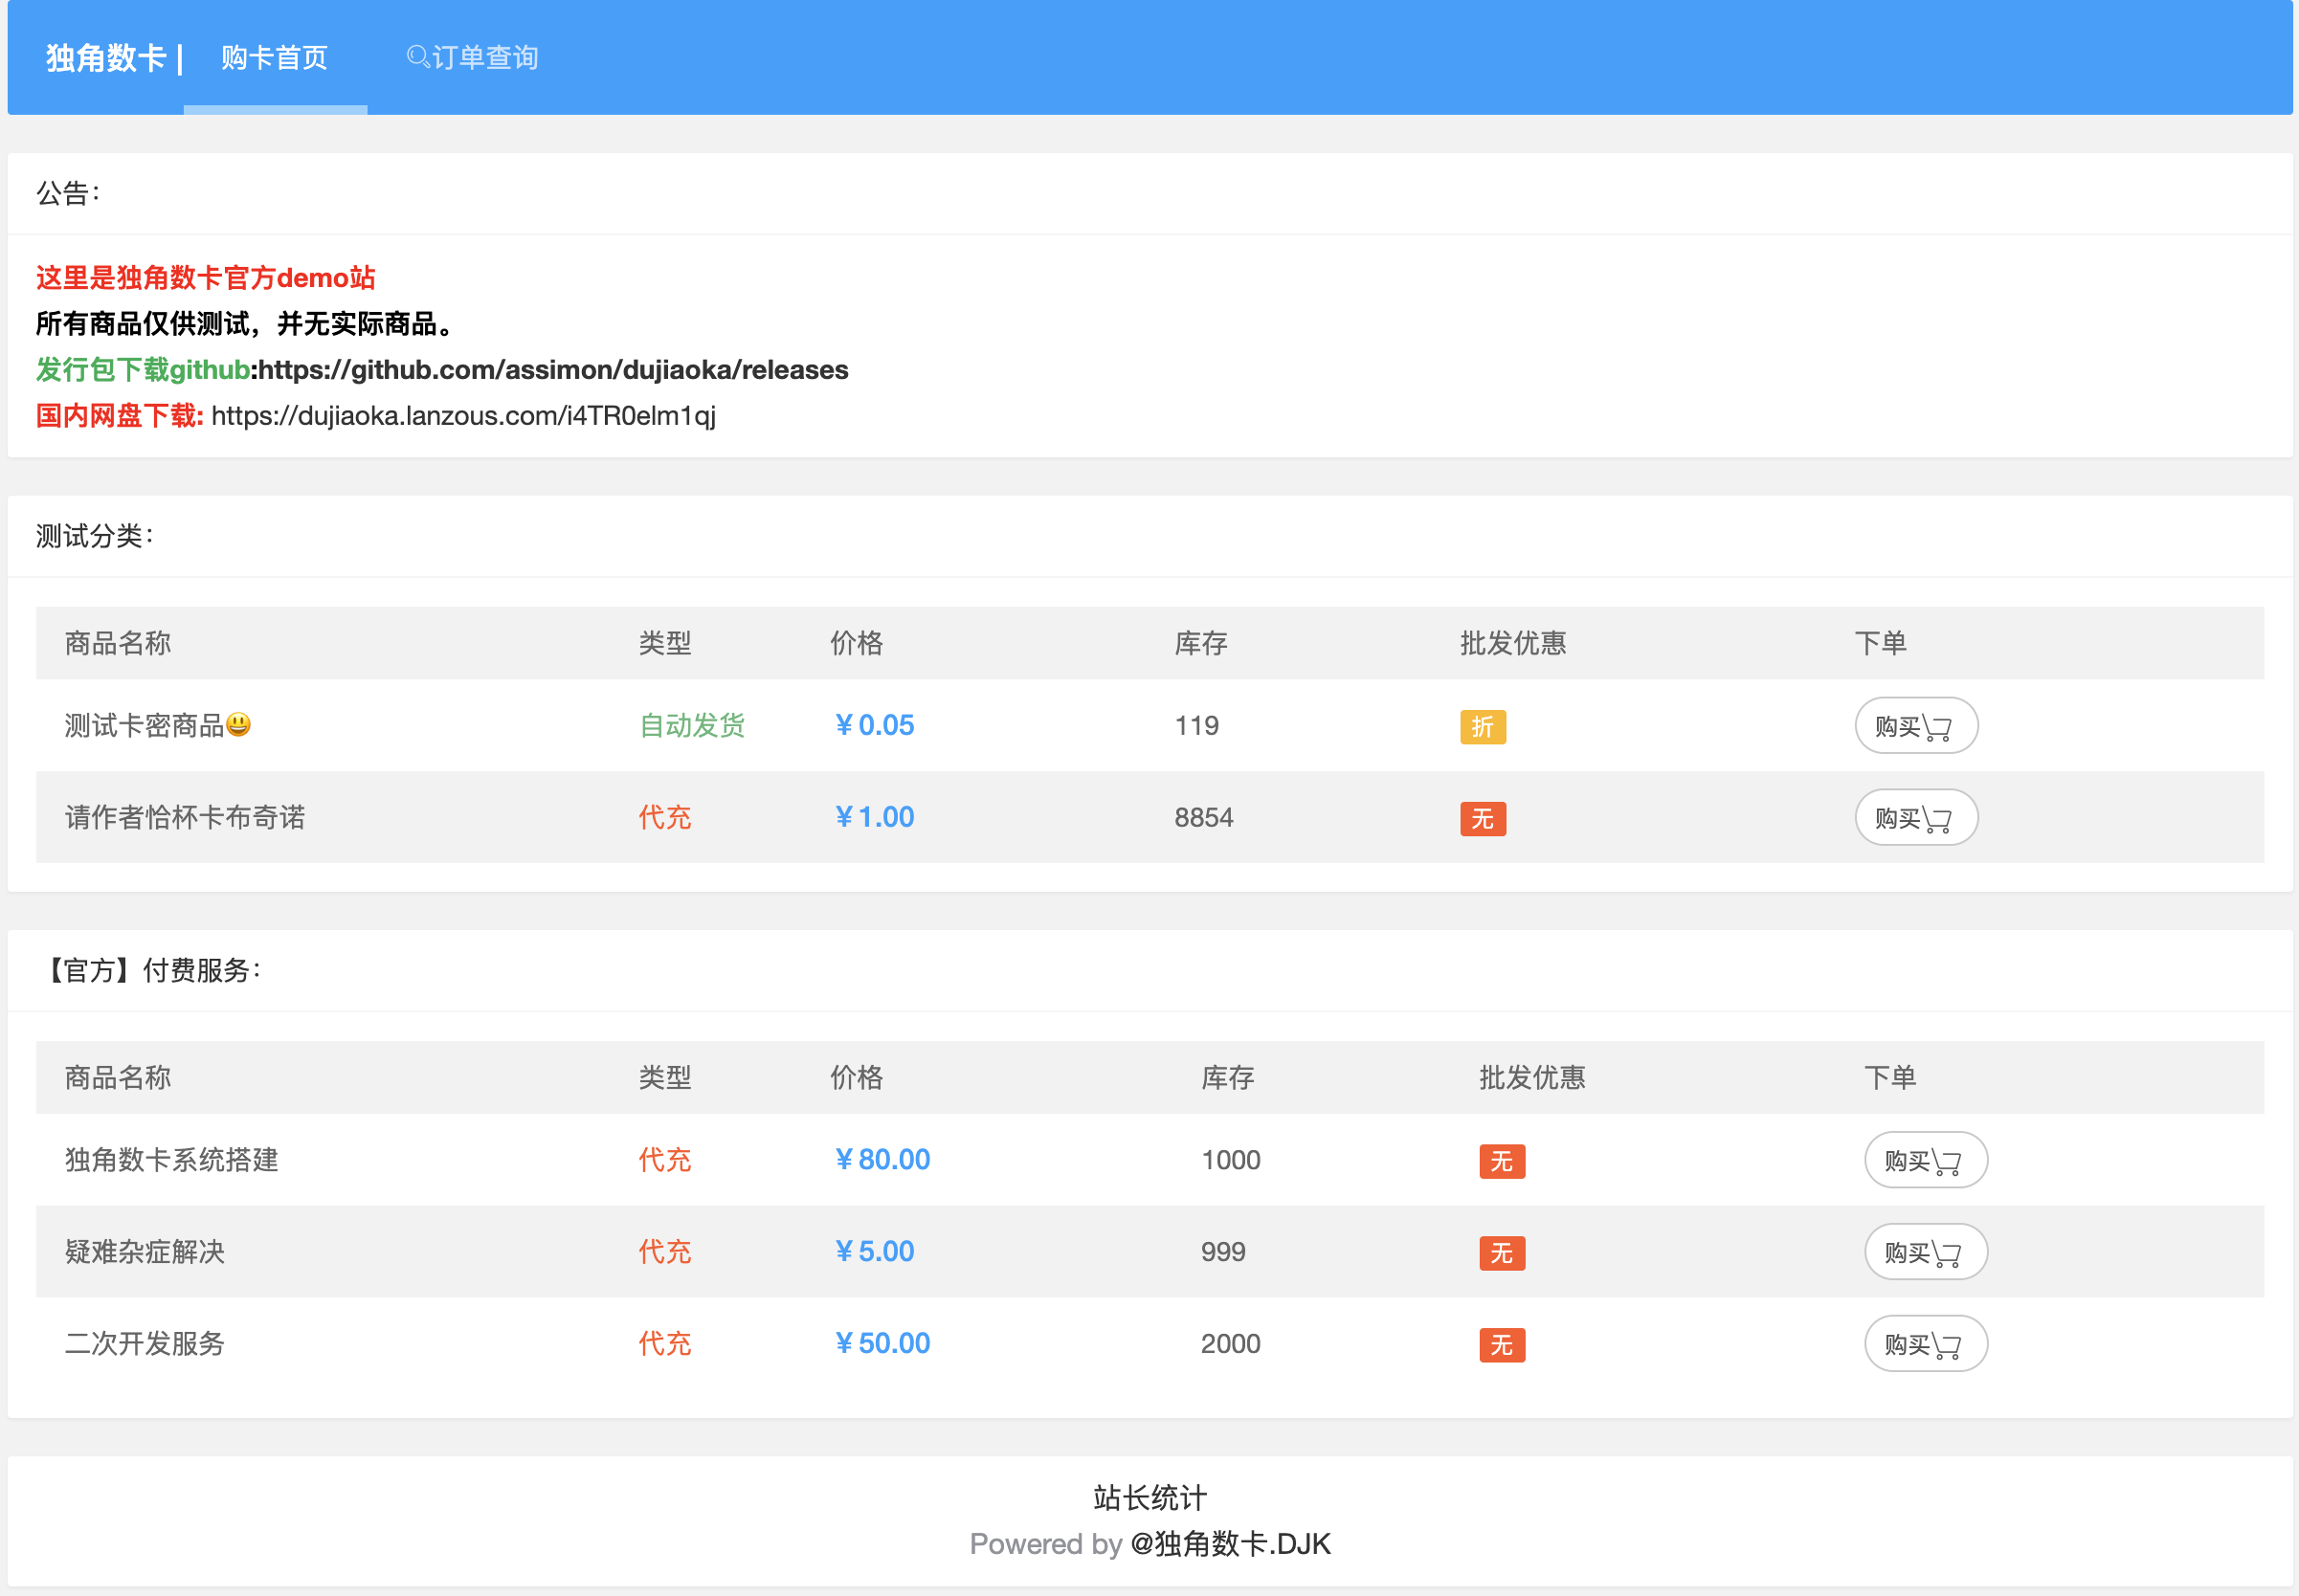 独角数卡 | 购卡首页 订单查询
公告：
这里是独角数卡官方demo站
所有商品仅供测试，并无实际商品。
发行包下载github:https://github.com/assimon/dujiaoka/releases
国内网盘下载: https://dujiaoka.lanzous.com/i4TR0elm1qj
测试分类：
商品名称 类型 价格 库存 批发优惠 下单
测试卡密商品😃 自动发货 ¥ 0.05 119 折 购买
请作者恰杯卡布奇诺 代充 ¥ 1.00 8854 无 购买
【官方】付费服务：
商品名称 类型 价格 库存 批发优惠 下单
独角数卡系统搭建 代充 ¥ 80.00 1000 无 购买
疑难杂症解决 代充 ¥ 5.00 999 无 购买
二次开发服务 代充 ¥ 50.00 2000 无 购买
站长统计
Powered by @独角数卡.DJK